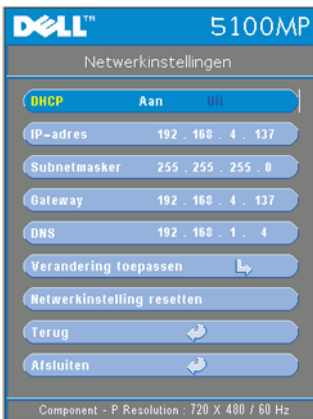 DELL™ 5100MP
Netwerkinstellingen
DHCP Aan Uit
IP-adres 192 . 168 . 4 . 137
Subnetmasker 255 . 255 . 255 . 0
Gateway 192 . 168 . 4 . 137
DNS 192 . 168 . 1 . 4
Verandering toepassen
Netwerkinstelling resetten
Terug
Afsluiten
Component - P Resolution : 720 X 480 / 60 Hz